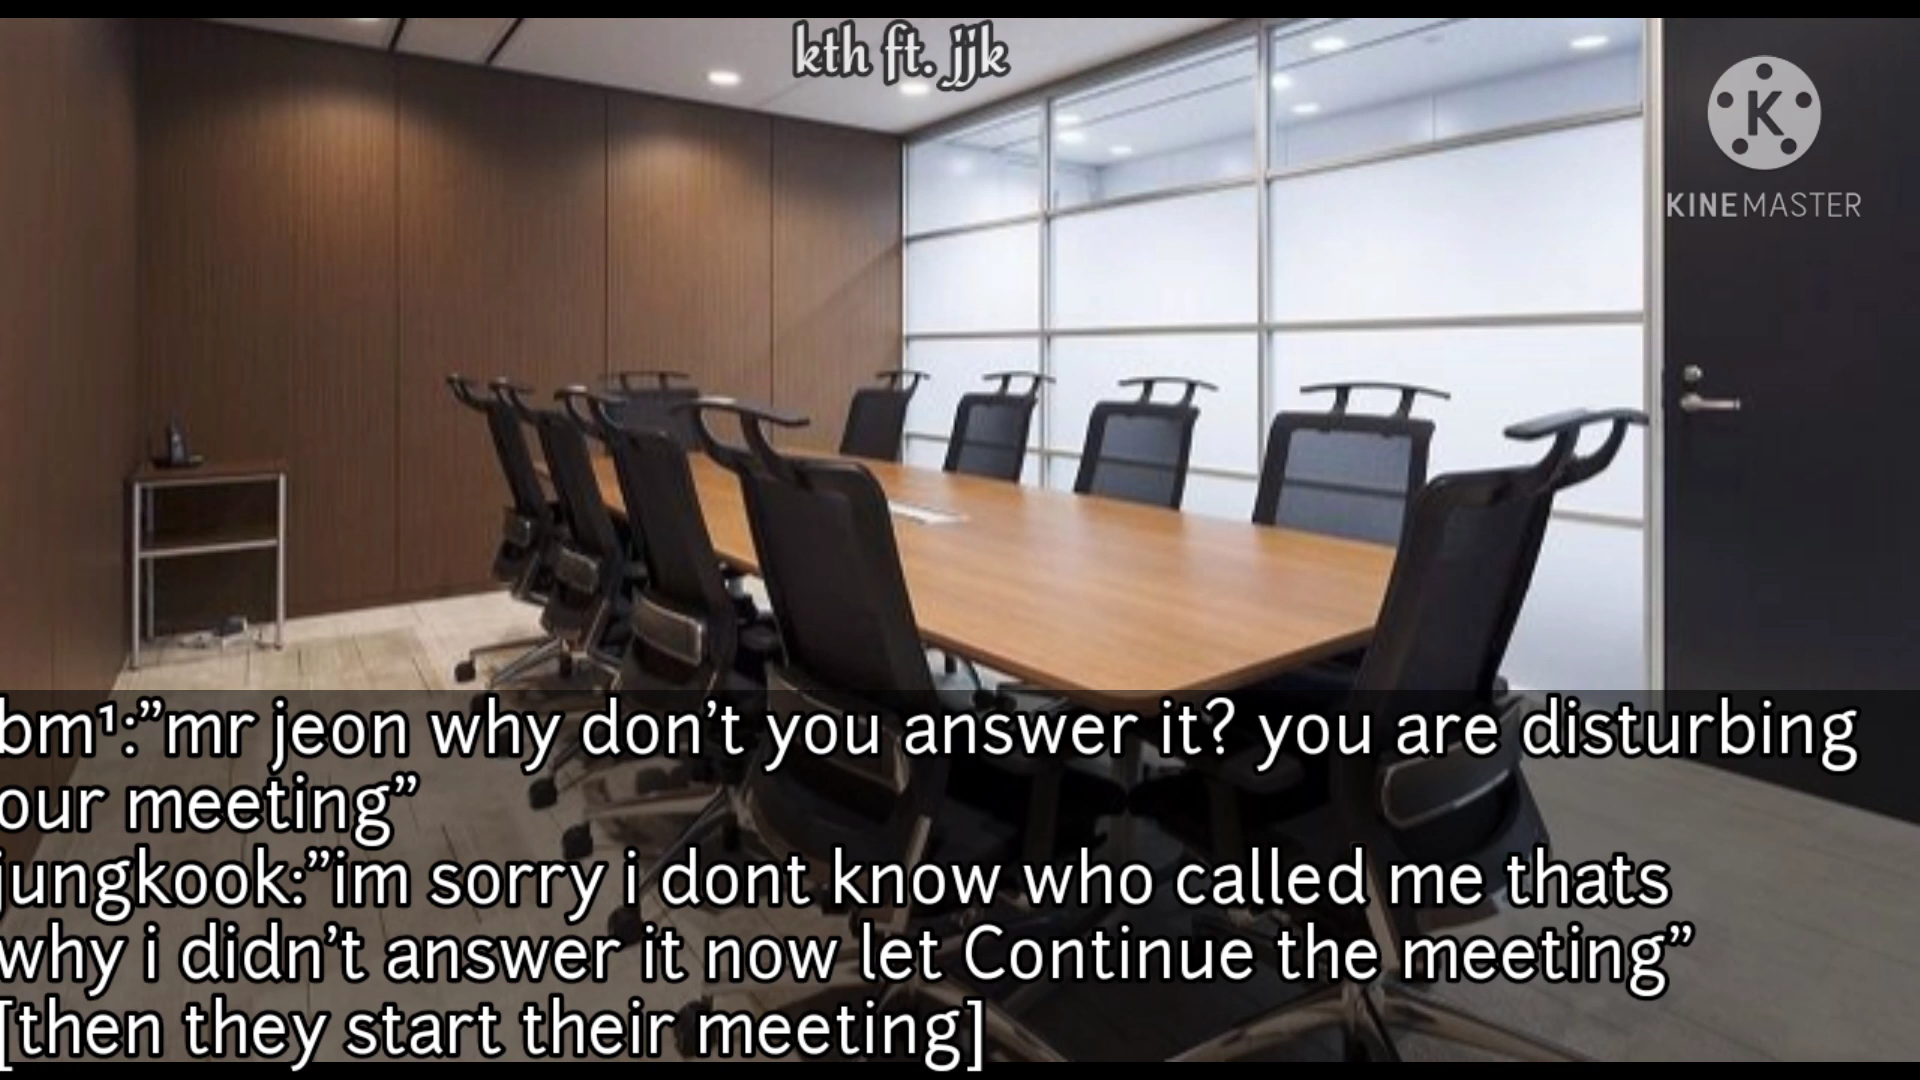 kth ft. jjk
K
KINEMASTER
bm¹:”mr jeon why don’t you answer it? you are disturbing
our meeting”
jungkook:”im sorry i dont know who called me thats
why i didn’t answer it now let Continue the meeting”
[then they start their meeting]